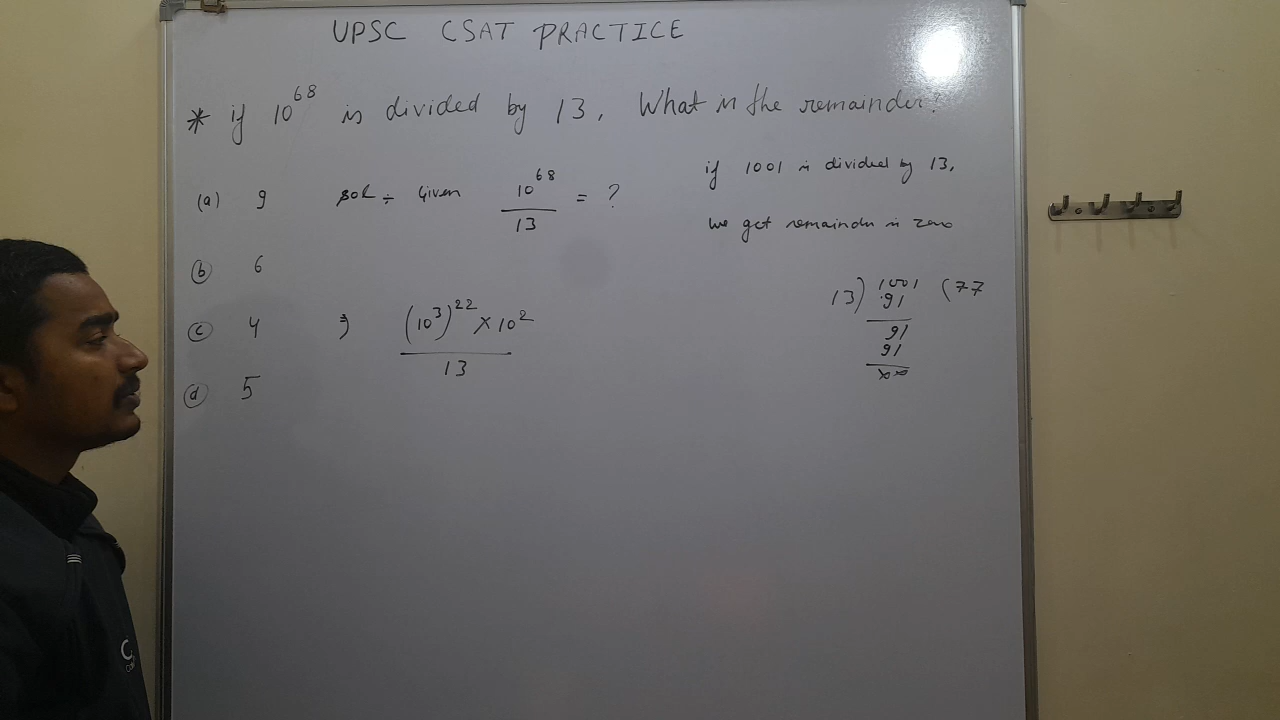 UPSC CSAT PRACTICE
* if 10^68 is divided by 13, What is the remainder?
(a) 9
(b) 6
(c) 4
(d) 5
sol ÷ Given 10^68 / 13 = ?
⇒ (10^3)^22 × 10^2 / 13
if 1001 is divided by 13,
we get remainder is zero
13) 1001 (77
91
91
91
××